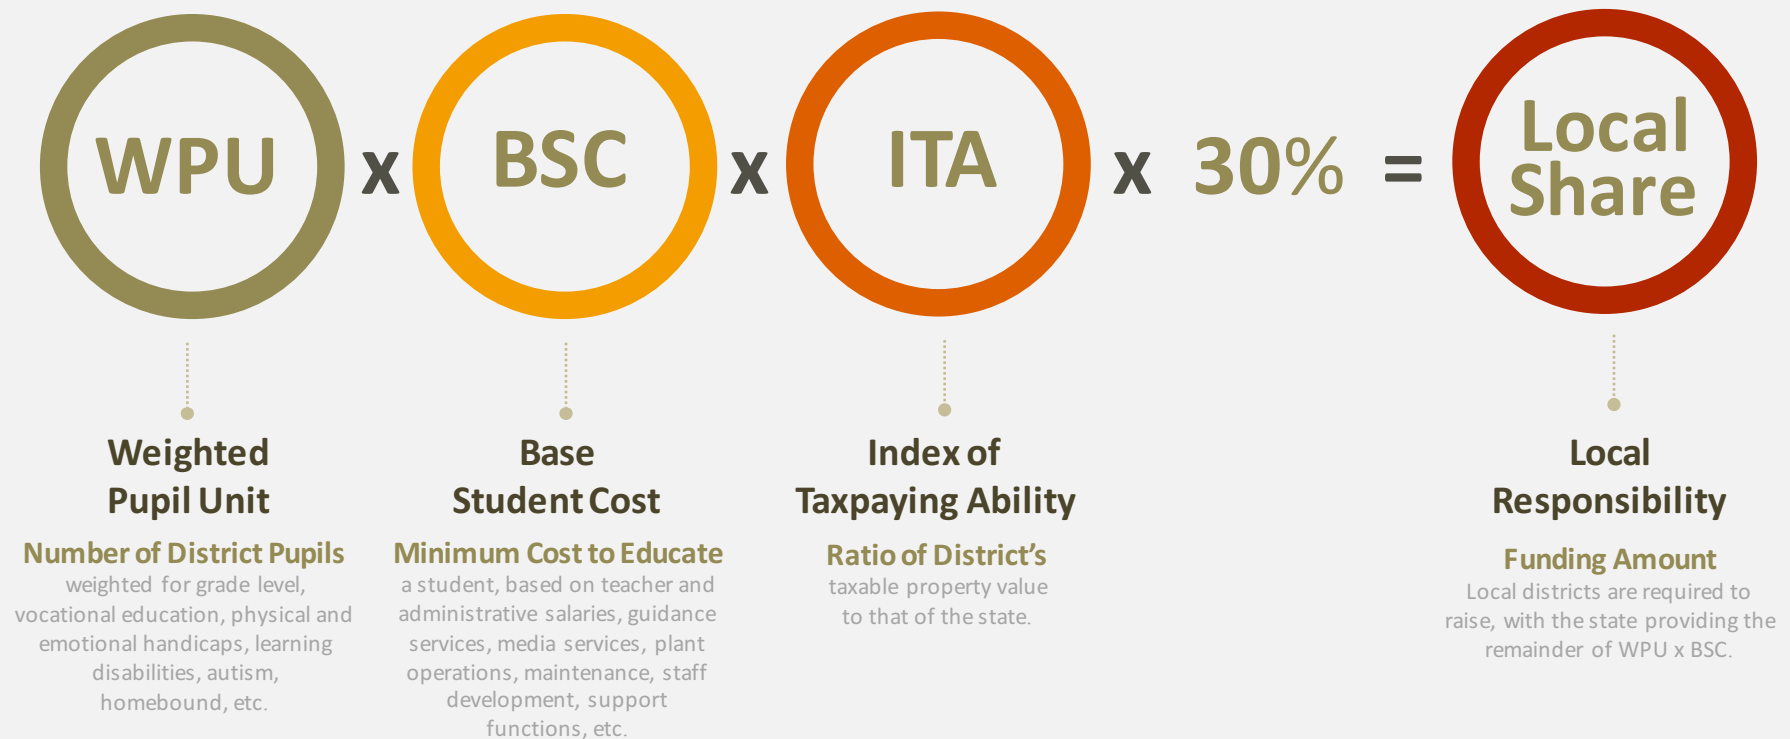 WPU x BSC x ITA x 30% = Local
Share
Weighted
Pupil Unit
Number of District Pupils
weighted for grade level,
vocational education, physical and
emotional handicaps, learning
disabilities, autism,
homebound, etc.
Base
Student Cost
Minimum Cost to Educate
a student, based on teacher and
administrative salaries, guidance
services, media services, plant
operations, maintenance, staff
development, support
functions, etc.
Index of
Taxpaying Ability
Ratio of District's
taxable property value
to that of the state.
Local
Responsibility
Funding Amount
Local districts are required to
raise, with the state providing the
remainder of WPU x BSC.